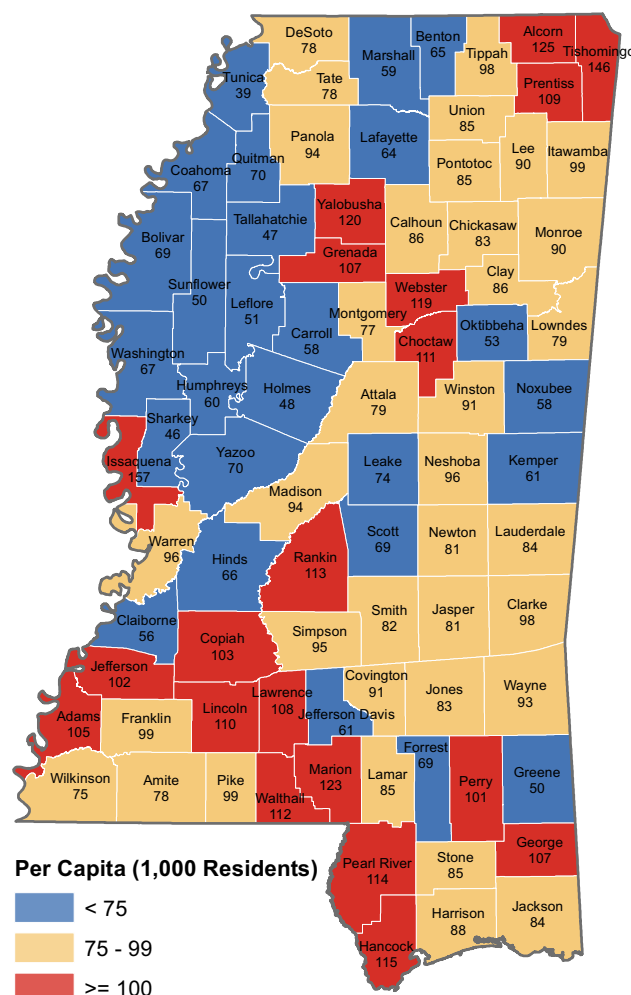 DeSoto
78
Benton
65
Alcorn
125
Tishomingo
146
Marshall
59
Tippah
98
Tunica
39
Tate
78
Prentiss
109
Union
85
Panola
94
Lafayette
64
Lee
90
Itawamba
99
Quitman
70
Coahoma
67
Pontotoc
85
Yalobusha
120
Tallahatchie
47
Calhoun
86
Chickasaw
83
Monroe
90
Bolivar
69
Grenada
107
Clay
86
Sunflower
50
Leflore
51
Webster
119
Montgomery
77
Carroll
58
Oktibbeha
53
Lowndes
79
Choctaw
111
Washington
67
Humphreys
60
Holmes
48
Attala
79
Winston
91
Noxubee
58
Sharkey
46
Yazoo
70
Issaquena
157
Leake
74
Neshoba
96
Kemper
61
Madison
94
Warren
96
Hinds
66
Rankin
113
Scott
69
Newton
81
Lauderdale
84
Claiborne
56
Copiah
103
Simpson
95
Smith
82
Jasper
81
Clarke
98
Jefferson
102
Covington
91
Jones
83
Wayne
93
Adams
105
Franklin
99
Lincoln
110
Lawrence
108
Jefferson Davis
61
Wilkinson
75
Amite
78
Pike
99
Walthall
112
Marion
123
Lamar
85
Forrest
69
Perry
101
Greene
50
Pearl River
114
Stone
85
George
107
Hancock
115
Harrison
88
Jackson
84
Per Capita (1,000 Residents)
< 75
75 - 99
>= 100